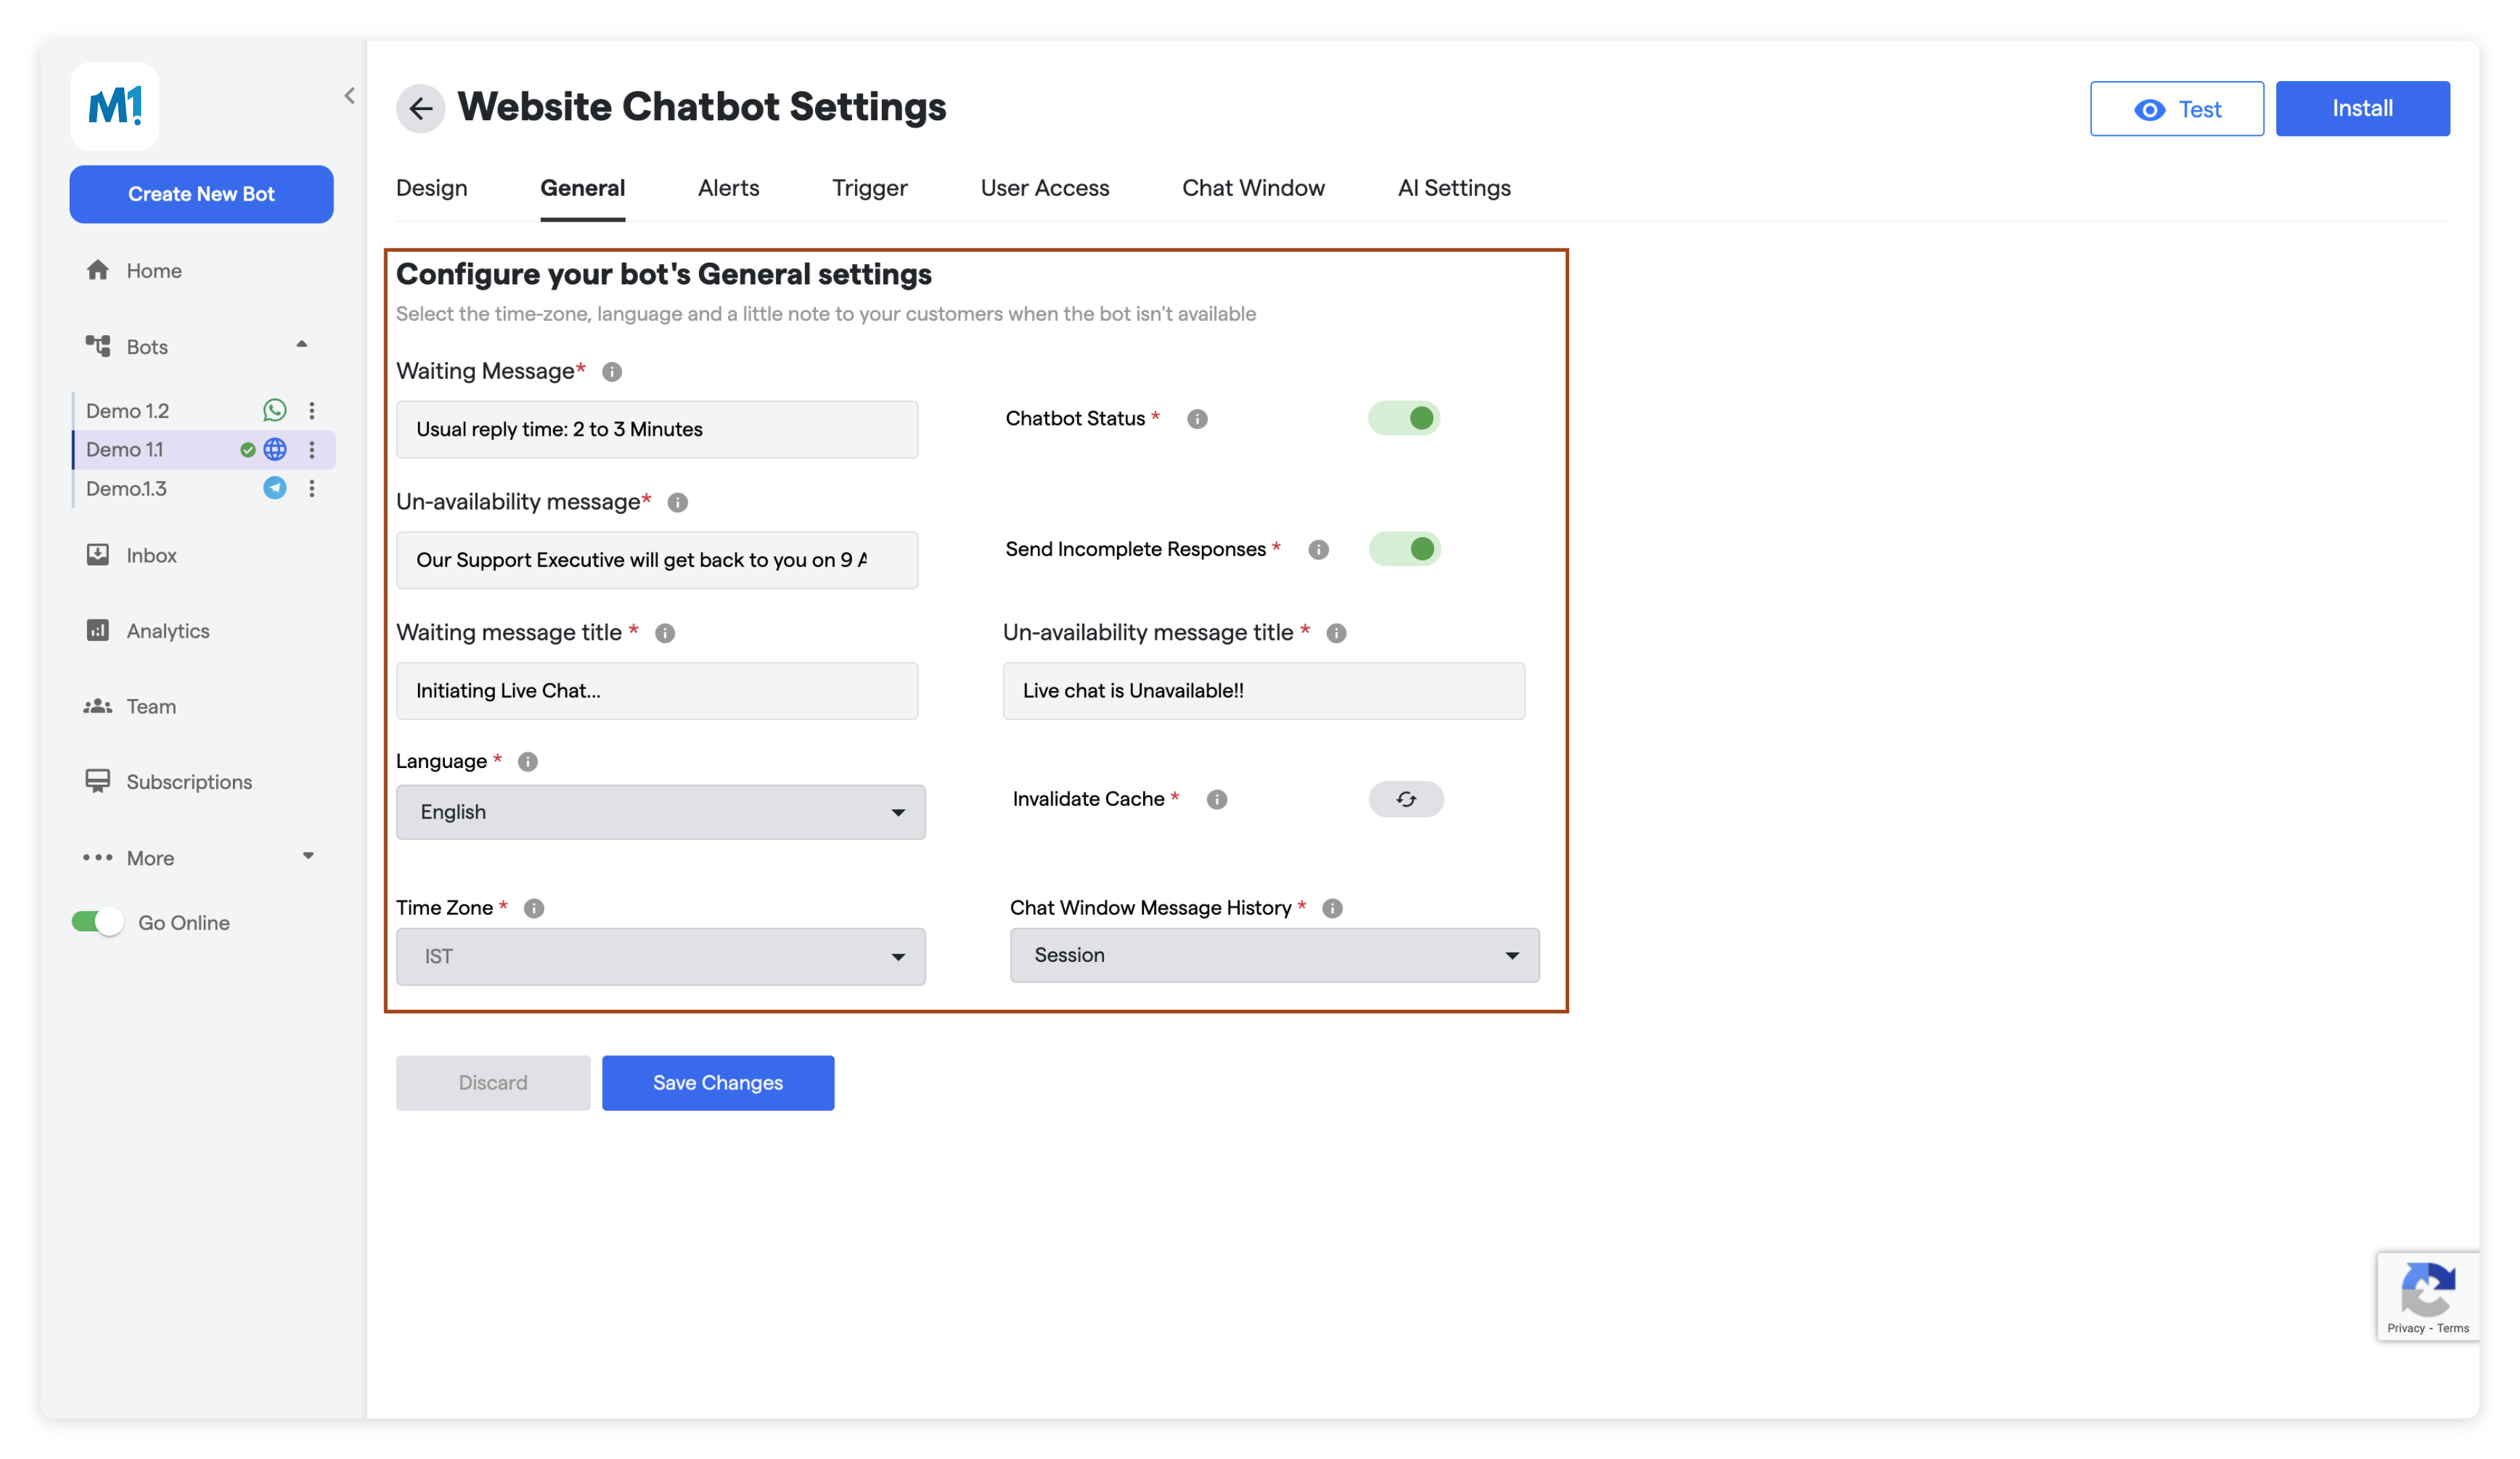 M1
Create New Bot
Home
Bots
Demo 1.2
Demo 1.1
Demo.1.3
Inbox
Analytics
Team
Subscriptions
More
Go Online
Website Chatbot Settings
Test
Install
Design General Alerts Trigger User Access Chat Window AI Settings
Configure your bot's General settings
Select the time-zone, language and a little note to your customers when the bot isn't available
Waiting Message*
Usual reply time: 2 to 3 Minutes
Chatbot Status *
Un-availability message*
Our Support Executive will get back to you on 9 A
Send Incomplete Responses *
Waiting message title *
Initiating Live Chat...
Un-availability message title *
Live chat is Unavailable!!
Language *
English
Invalidate Cache *
Time Zone *
IST
Chat Window Message History *
Session
Discard
Save Changes
Privacy - Terms